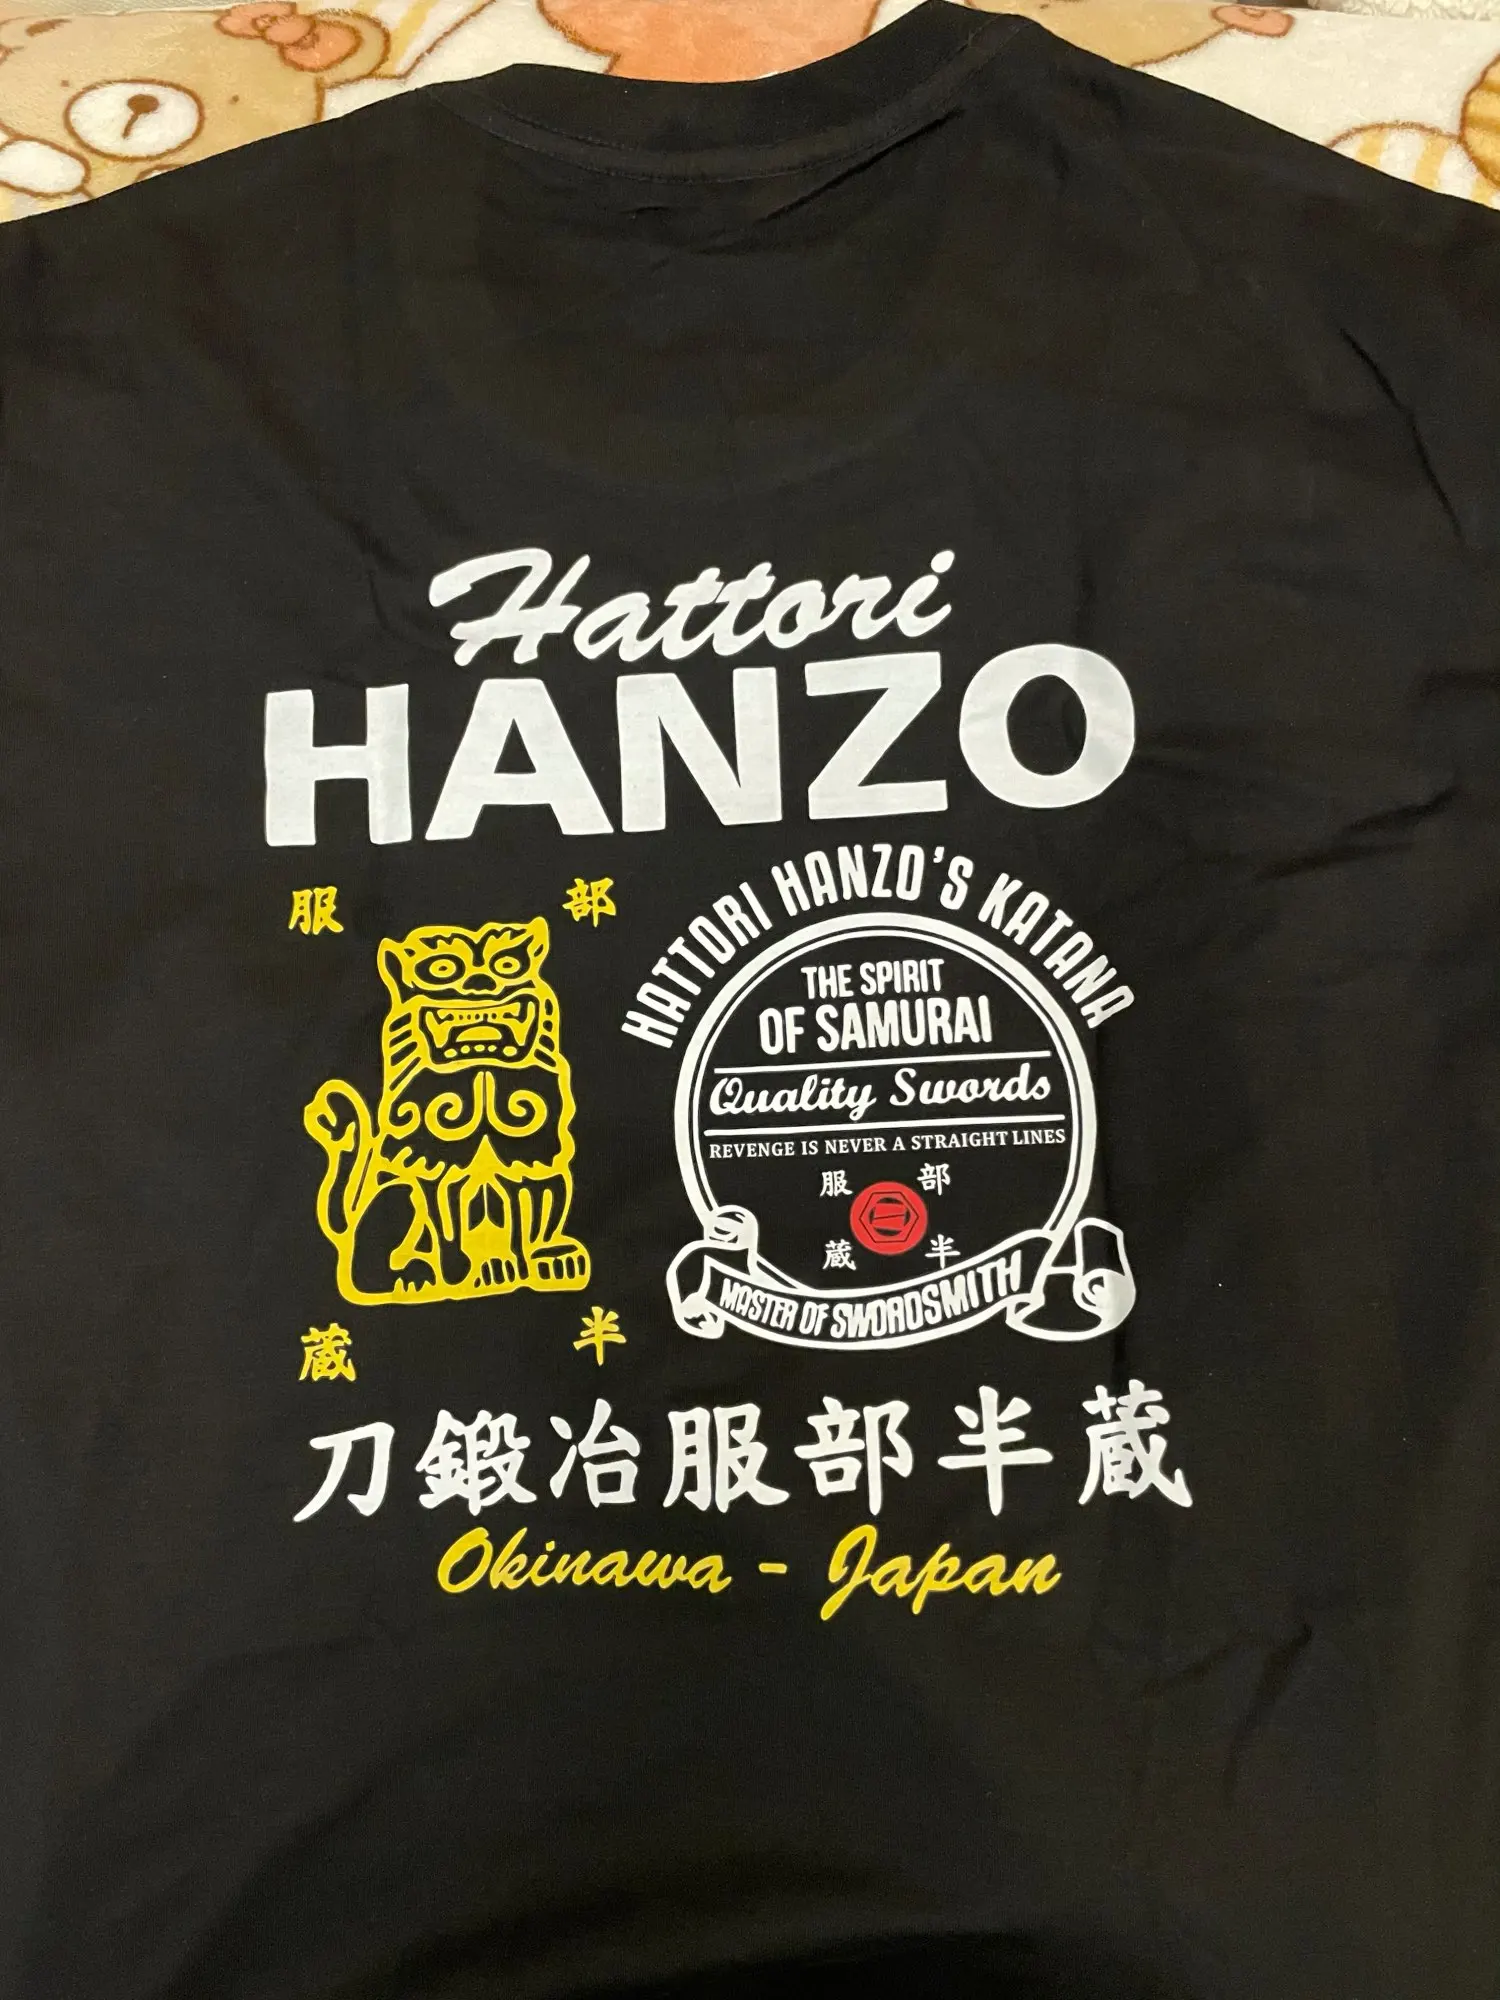 Hattori
HANZO
服 部
蔵 半
HATTORI HANZO'S KATANA
THE SPIRIT
OF SAMURAI
Quality Swords
REVENGE IS NEVER A STRAIGHT LINES
服 部
蔵 半
MASTER OF SWORDSMITH
刀鍛冶服部半蔵
Okinawa - Japan